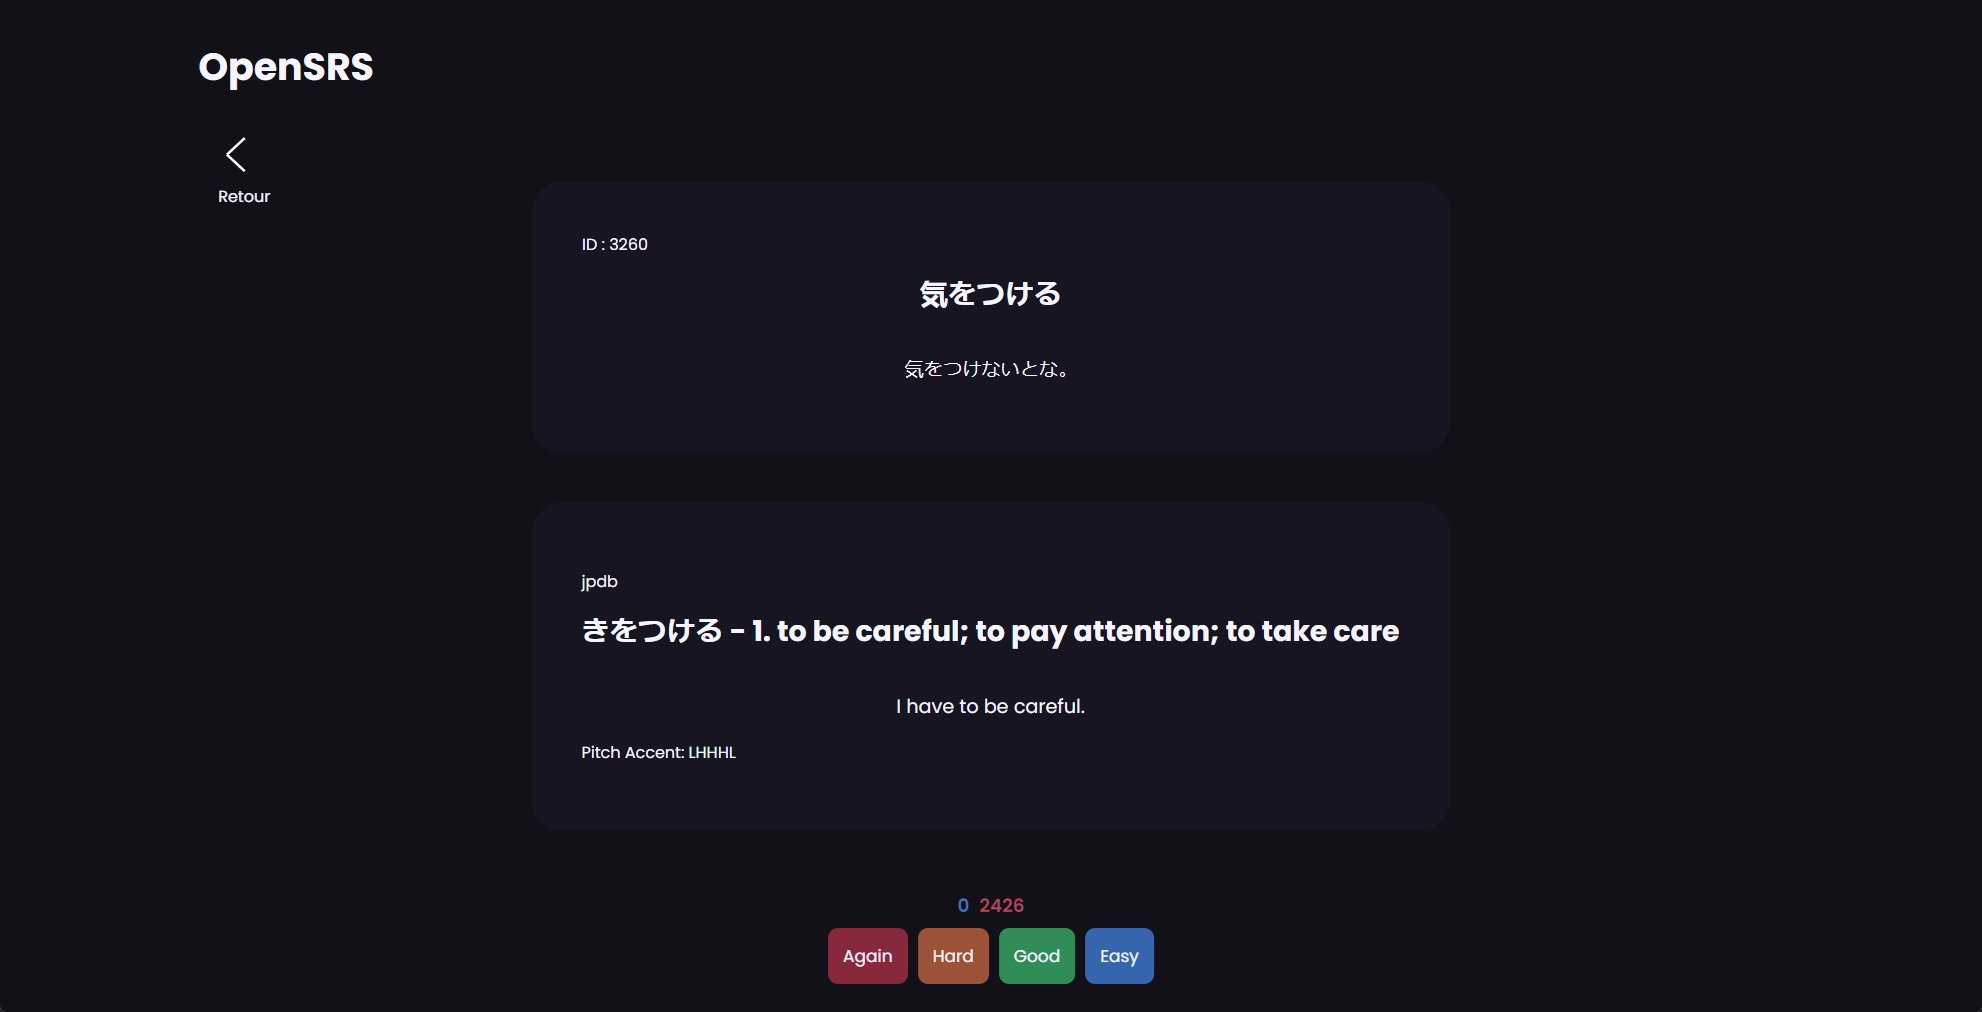 OpenSRS
Retour
ID : 3260
気をつける
気をつけないとな。
jpdb
きをつける - 1. to be careful; to pay attention; to take care
I have to be careful.
Pitch Accent: LHHHL
0 2426
Again Hard Good Easy